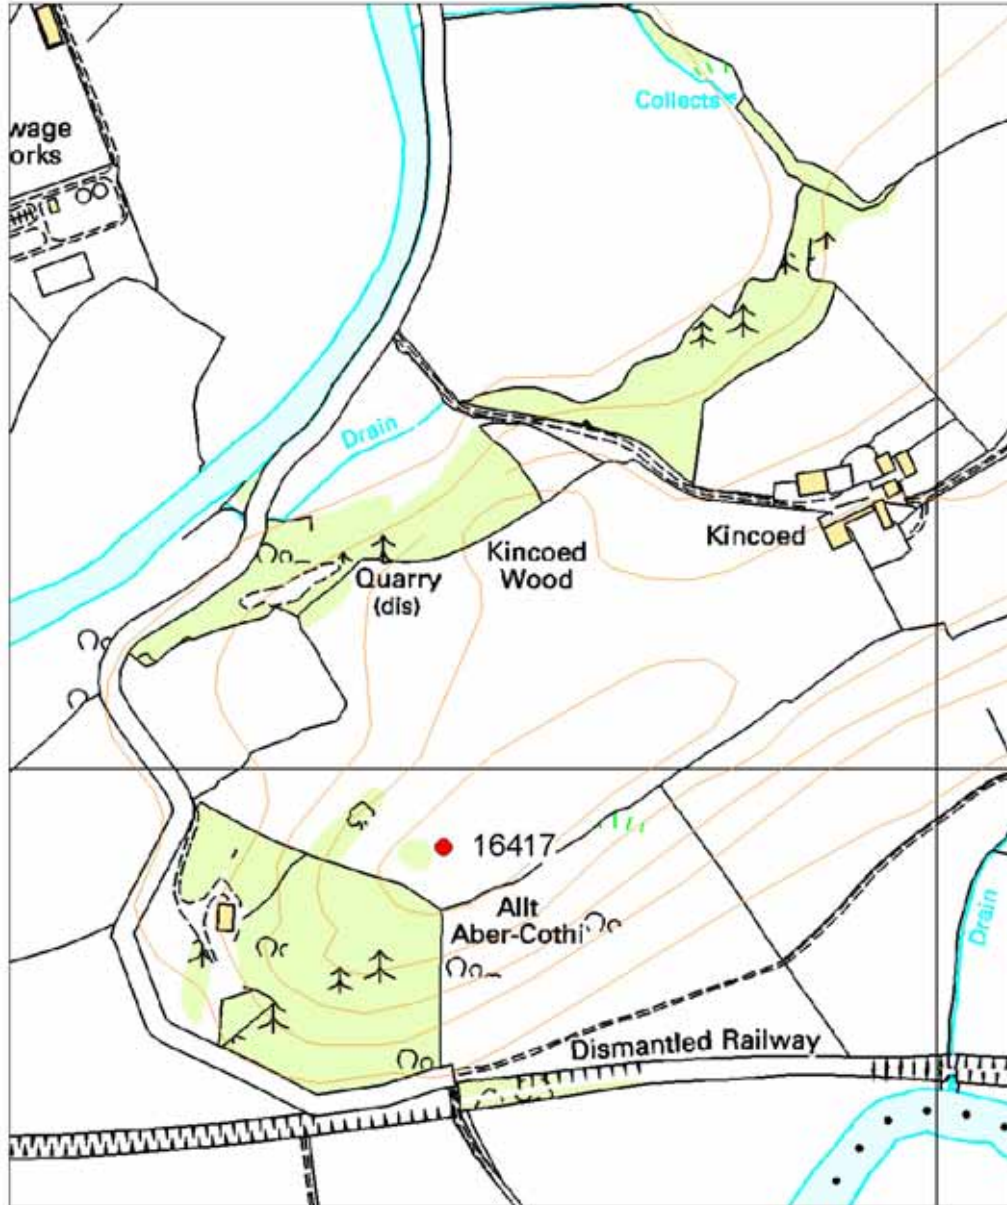 Collects
wage
orks
Drain
Kincoed
Kincoed
Wood
Quarry
(dis)
16417
Allt
Aber-Cothi
Drain
Dismantled Railway